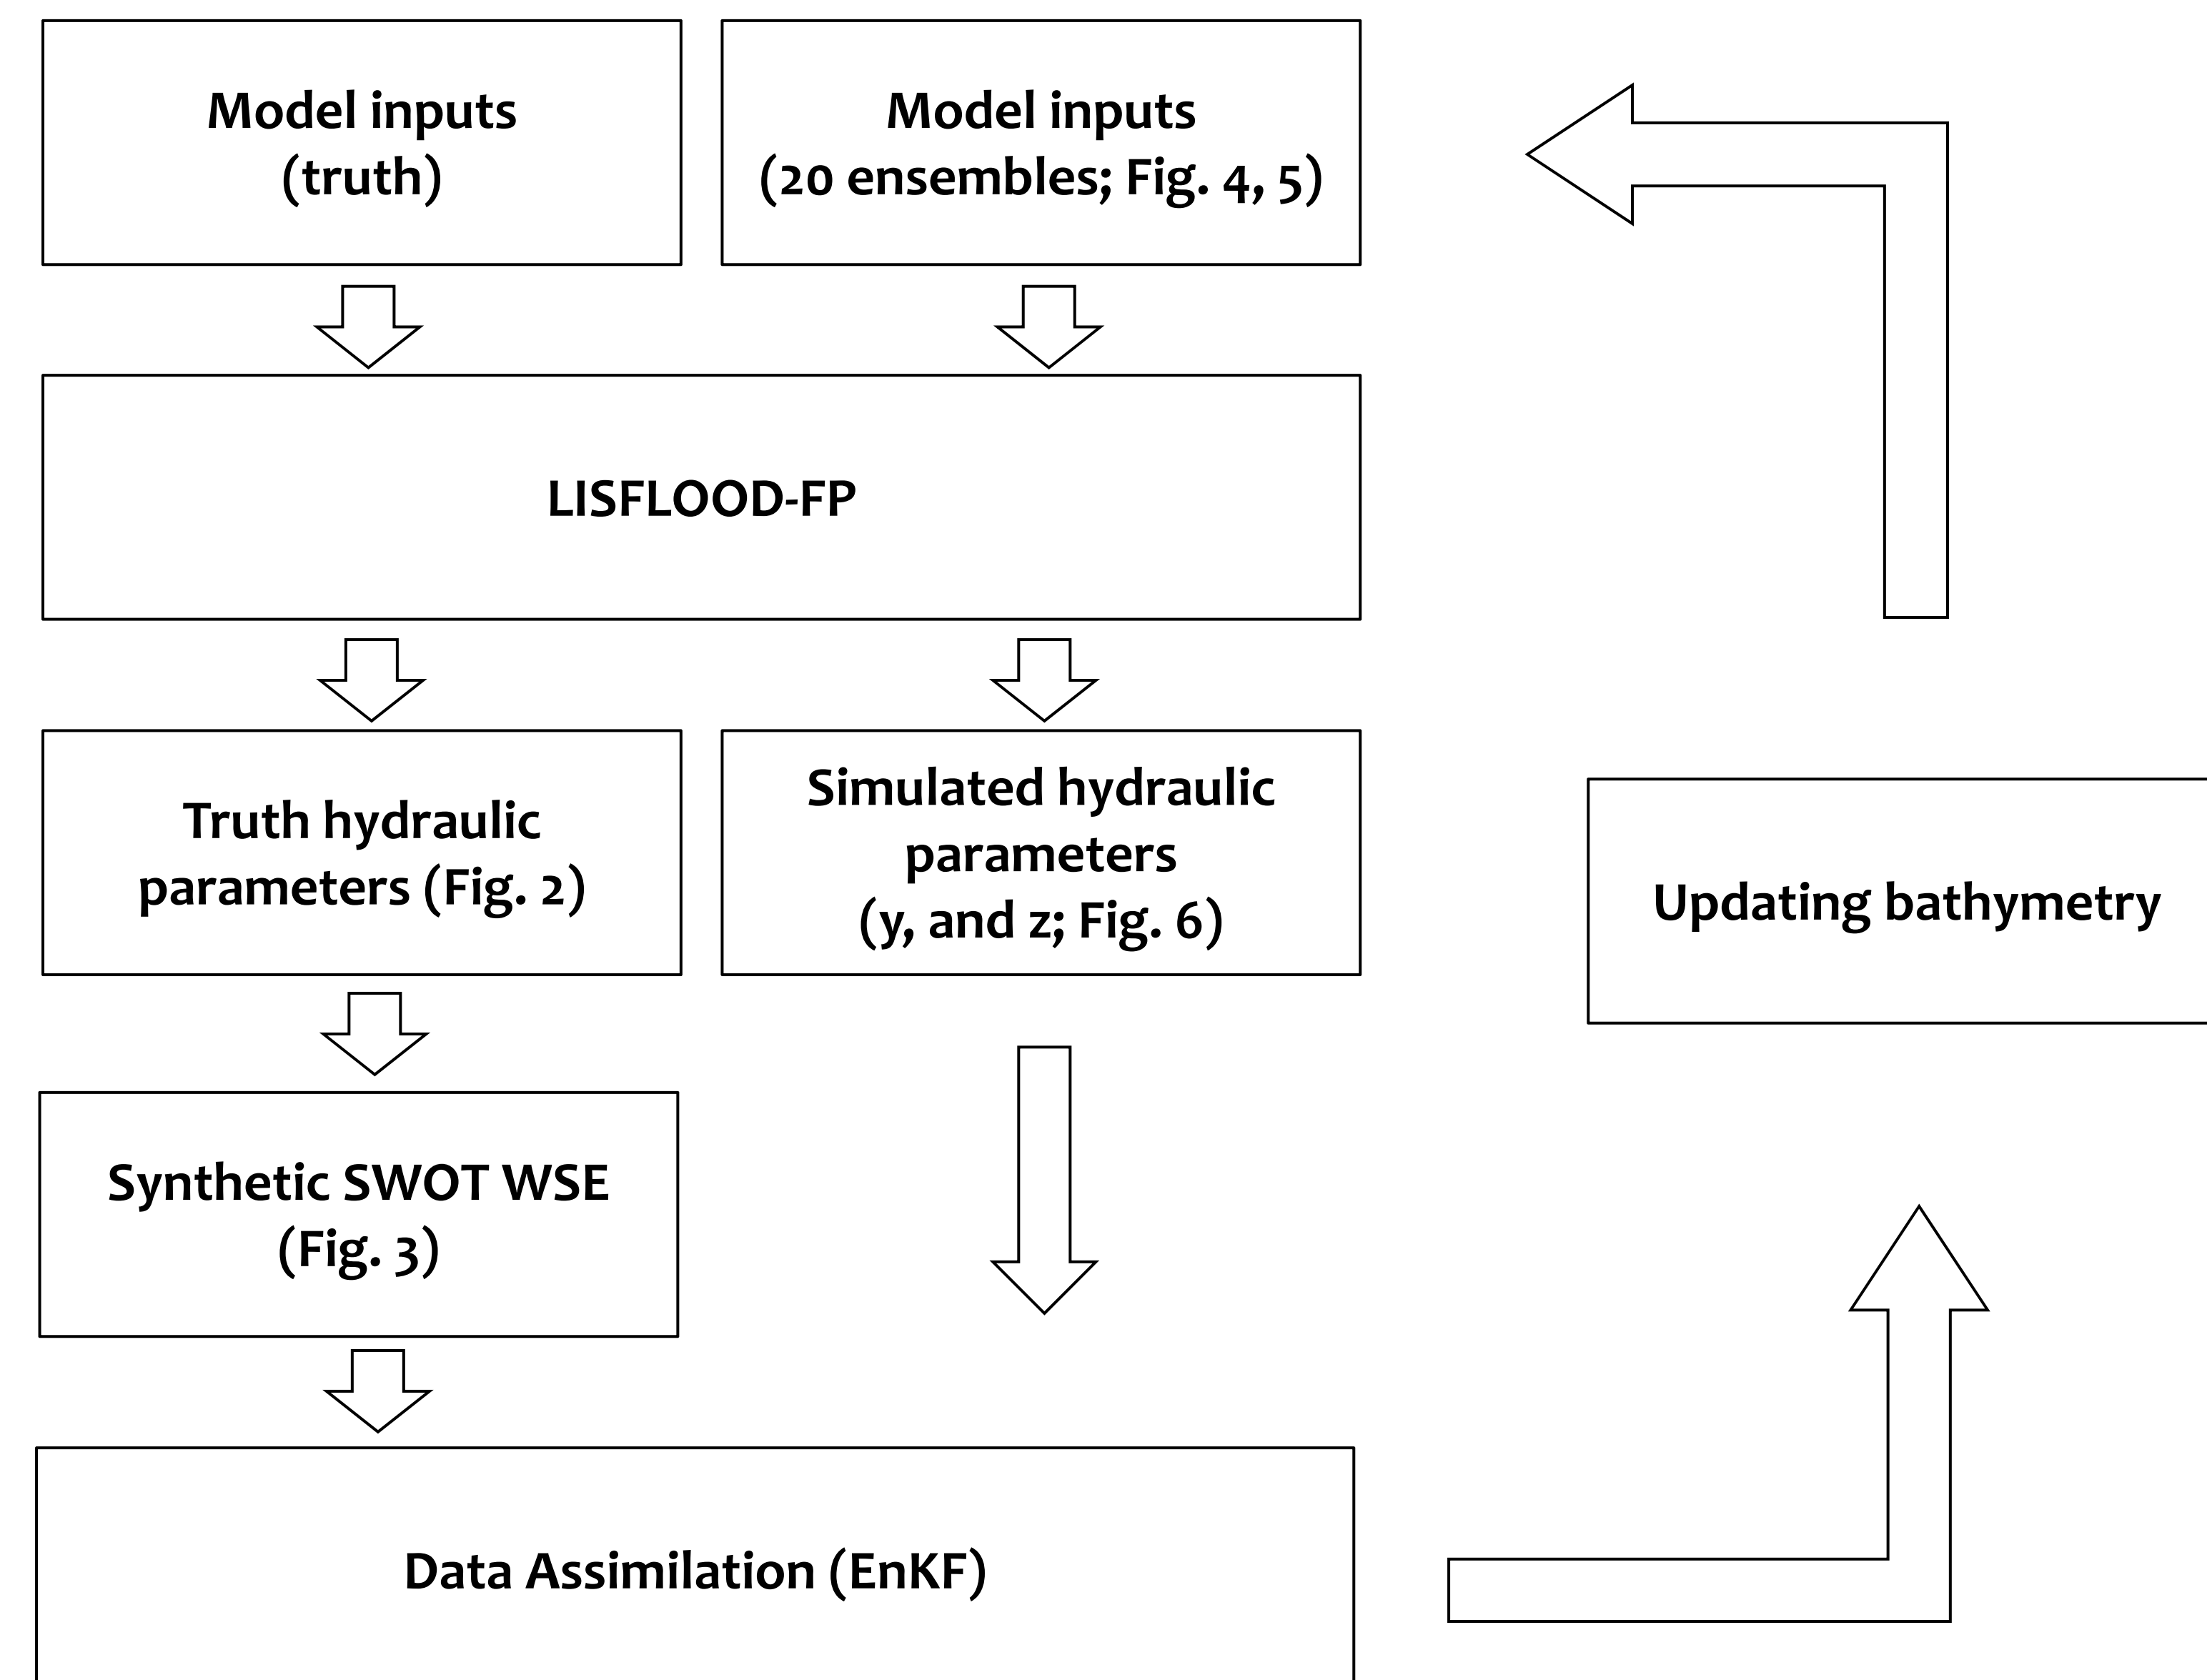 Model inputs
(truth)
Model inputs
(20 ensembles; Fig. 4, 5)
LISFLOOD-FP
Truth hydraulic
parameters (Fig. 2)
Simulated hydraulic
parameters
(y, and z; Fig. 6)
Updating bathymetry
Synthetic SWOT WSE
(Fig. 3)
Data Assimilation (EnKF)